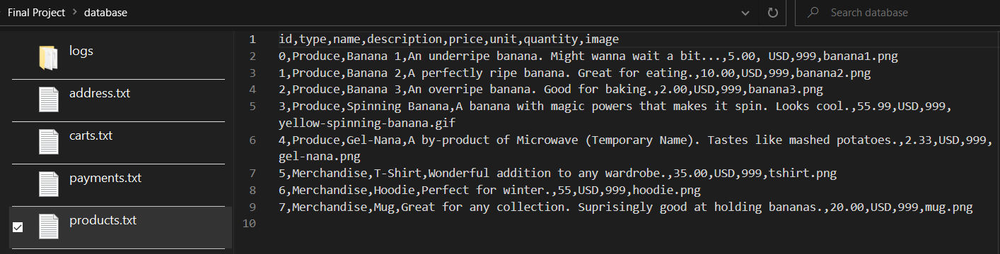 Final Project > database
Search database
logs
address.txt
carts.txt
payments.txt
products.txt
1 id,type,name,description,price,unit,quantity,image
2 0,Produce,Banana 1,An underripe banana. Might wanna wait a bit...,5.00, USD,999,banana1.png
3 1,Produce,Banana 2,A perfectly ripe banana. Great for eating.,10.00,USD,999,banana2.png
4 2,Produce,Banana 3,An overripe banana. Good for baking.,2.00,USD,999,banana3.png
5 3,Produce,Spinning Banana,A banana with magic powers that makes it spin. Looks cool.,55.99,USD,999,
yellow-spinning-banana.gif
6 4,Produce,Gel-Nana,A by-product of Microwave (Temporary Name). Tastes like mashed potatoes.,2.33,USD,999,
gel-nana.png
7 5,Merchandise,T-Shirt,Wonderful addition to any wardrobe.,35.00,USD,999,tshirt.png
8 6,Merchandise,Hoodie,Perfect for winter.,55,USD,999,hoodie.png
9 7,Merchandise,Mug,Great for any collection. Suprisingly good at holding bananas.,20.00,USD,999,mug.png
10